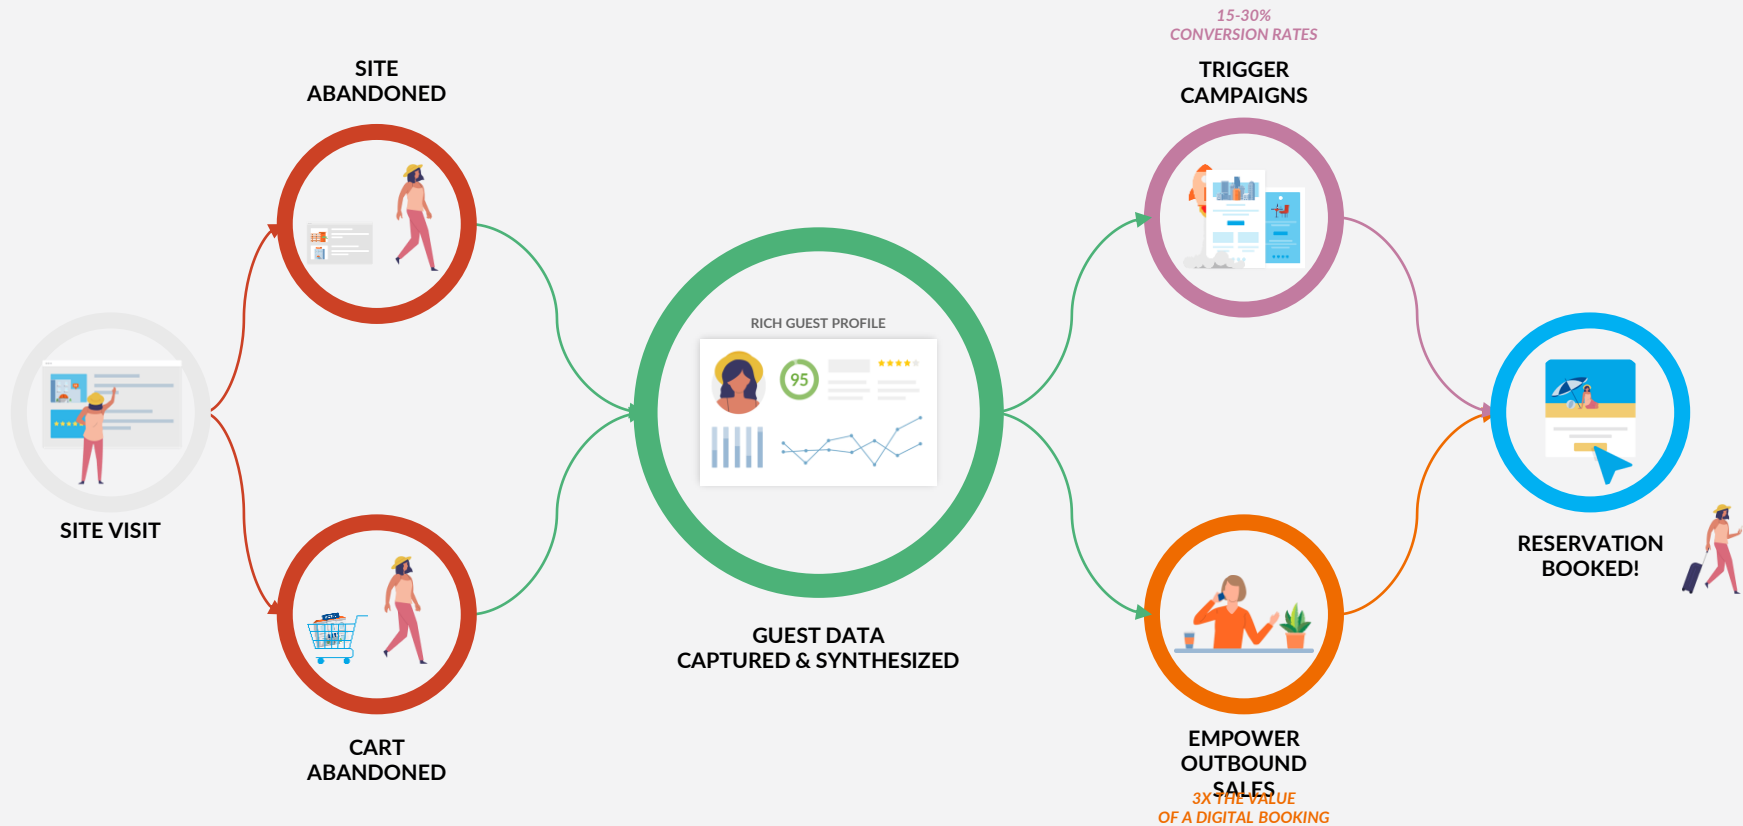 15-30%
CONVERSION RATES
TRIGGER
CAMPAIGNS
SITE
ABANDONED
RICH GUEST PROFILE
95
SITE VISIT
RESERVATION
BOOKED!
GUEST DATA
CAPTURED & SYNTHESIZED
CART
ABANDONED
EMPOWER
OUTBOUND
SALES
3X THE VALUE
OF A DIGITAL BOOKING